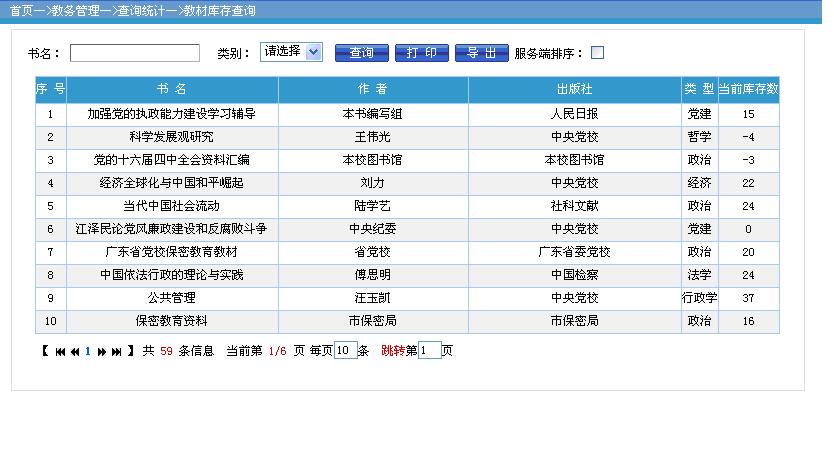 首页—>教务管理—>查询统计—>教材库存查询
书名： 类别： 请选择 查询 打 印 导 出 服务端排序：
序 号 书 名 作 者 出版社 类 型 当前库存数
1 加强党的执政能力建设学习辅导 本书编写组 人民日报 党建 15
2 科学发展观研究 王伟光 中央党校 哲学 -4
3 党的十六届四中全会资料汇编 本校图书馆 本校图书馆 政治 -3
4 经济全球化与中国和平崛起 刘力 中央党校 经济 22
5 当代中国社会流动 陆学艺 社科文献 政治 24
6 江泽民论党风廉政建设和反腐败斗争 中央纪委 中央党校 党建 0
7 广东省党校保密教育教材 省党校 广东省委党校 政治 20
8 中国依法行政的理论与实践 傅思明 中国检察 法学 24
9 公共管理 汪玉凯 中央党校 行政学 37
10 保密教育资料 市保密局 市保密局 政治 16
【 1 】 共 59 条信息 当前第 1/6 页 每页10条 跳转第1页